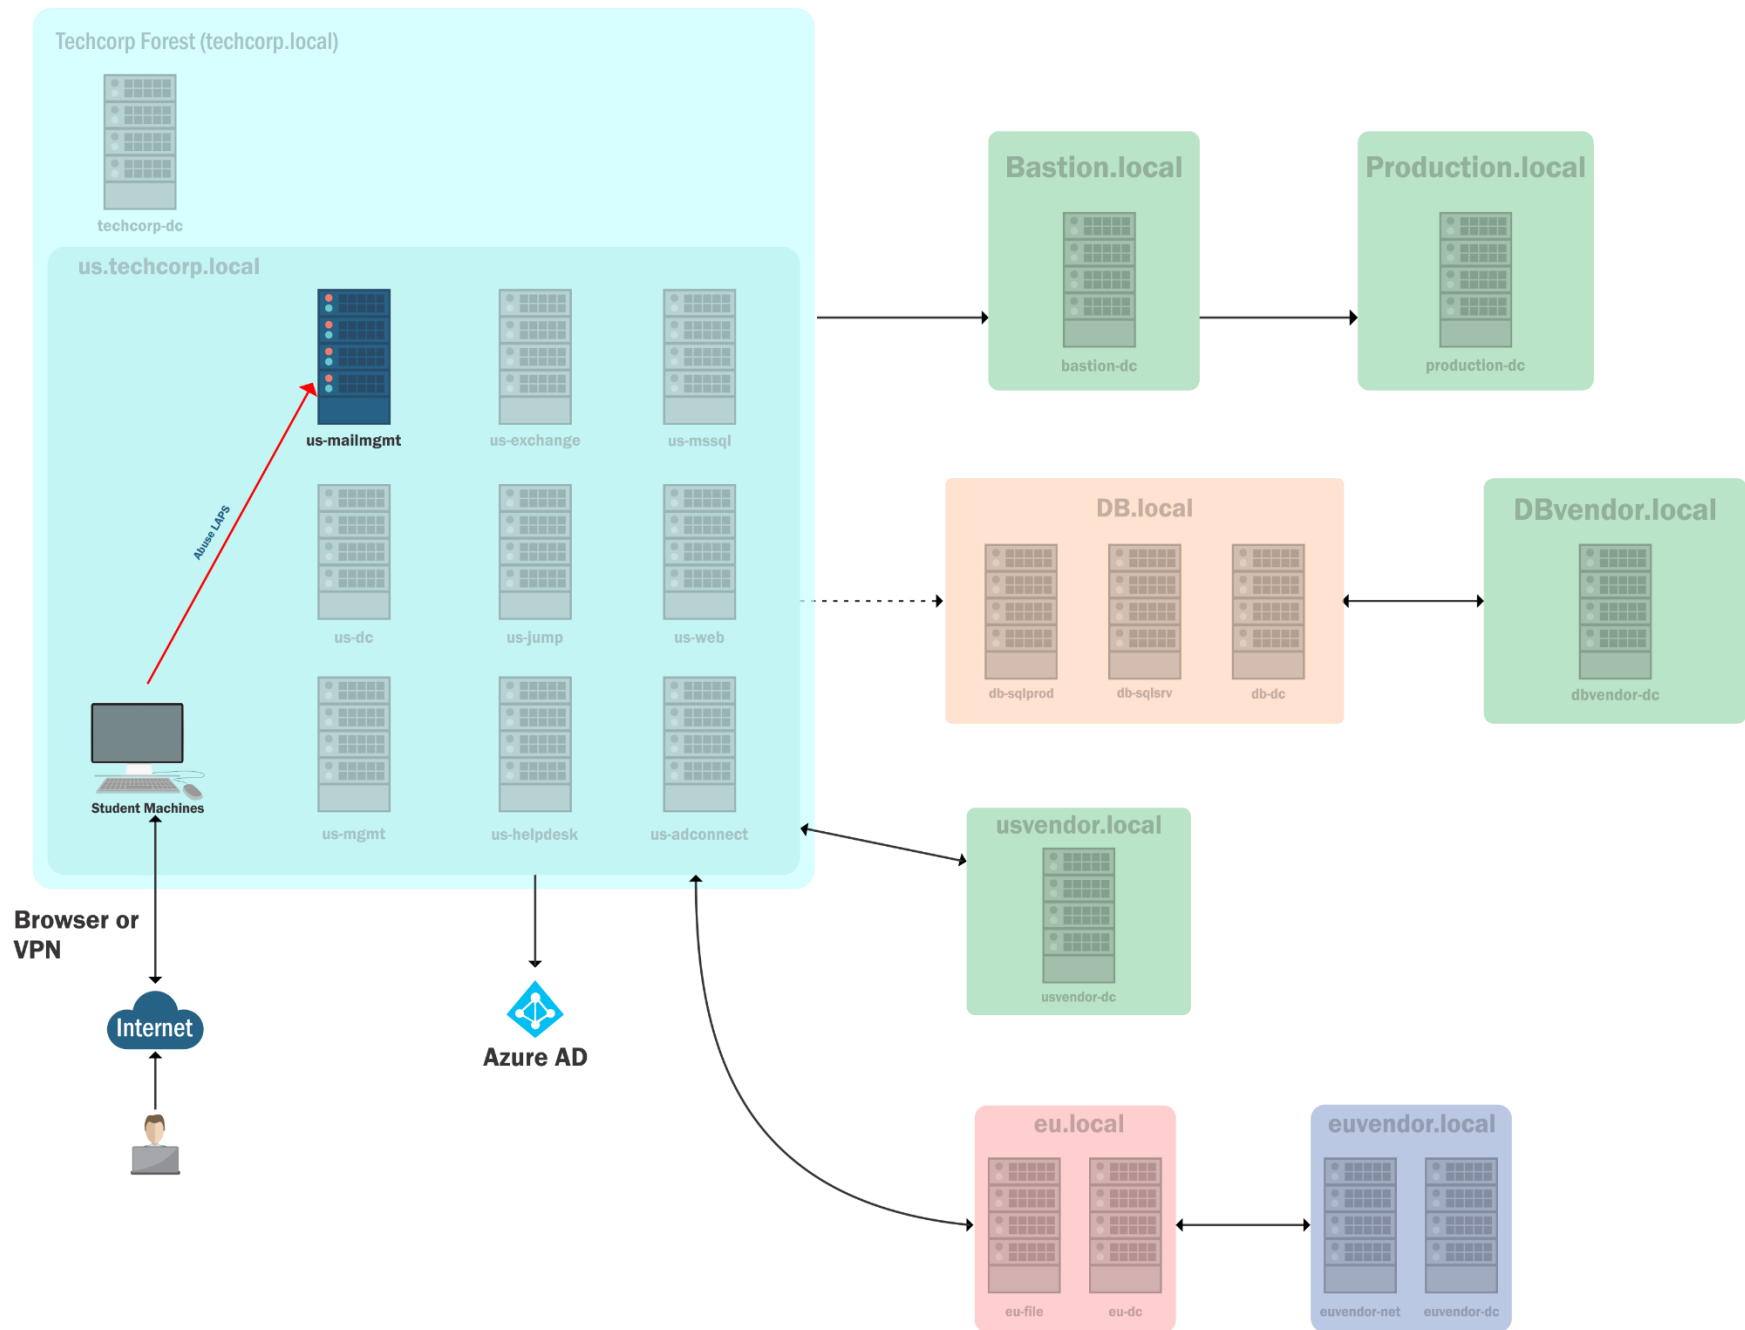 Techcorp Forest (techcorp.local)
techcorp-dc
us.techcorp.local
us-mailmgmt
us-exchange
us-mssql
Abuse LAPS
us-dc
us-jump
us-web
Student Machines
us-mgmt
us-helpdesk
us-adconnect
Browser or
VPN
Internet
Azure AD
Bastion.local
bastion-dc
Production.local
production-dc
DB.local
db-sqlprod
db-sqlsrv
db-dc
DBvendor.local
dbvendor-dc
usvendor.local
usvendor-dc
eu.local
eu-file
eu-dc
euvendor.local
euvendor-net
euvendor-dc